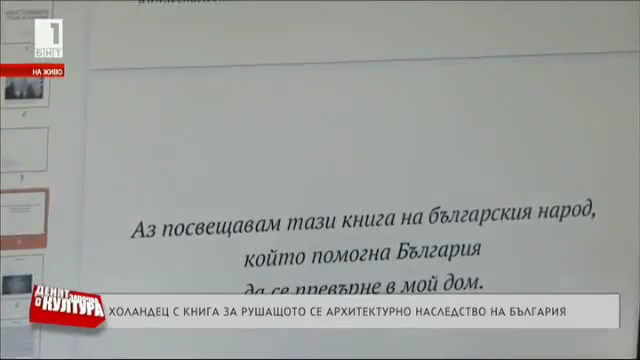 1
БНТ
НА ЖИВО
Аз посвещавам тази книга на българския народ,
който помогна България
да се превърне в мой дом.
ДЕНЯТ
ЗАПОЧВА
С КУЛТУРА
ХОЛАНДЕЦ С КНИГА ЗА РУШАЩОТО СЕ АРХИТЕКТУРНО НАСЛЕДСТВО НА БЪЛГАРИЯ